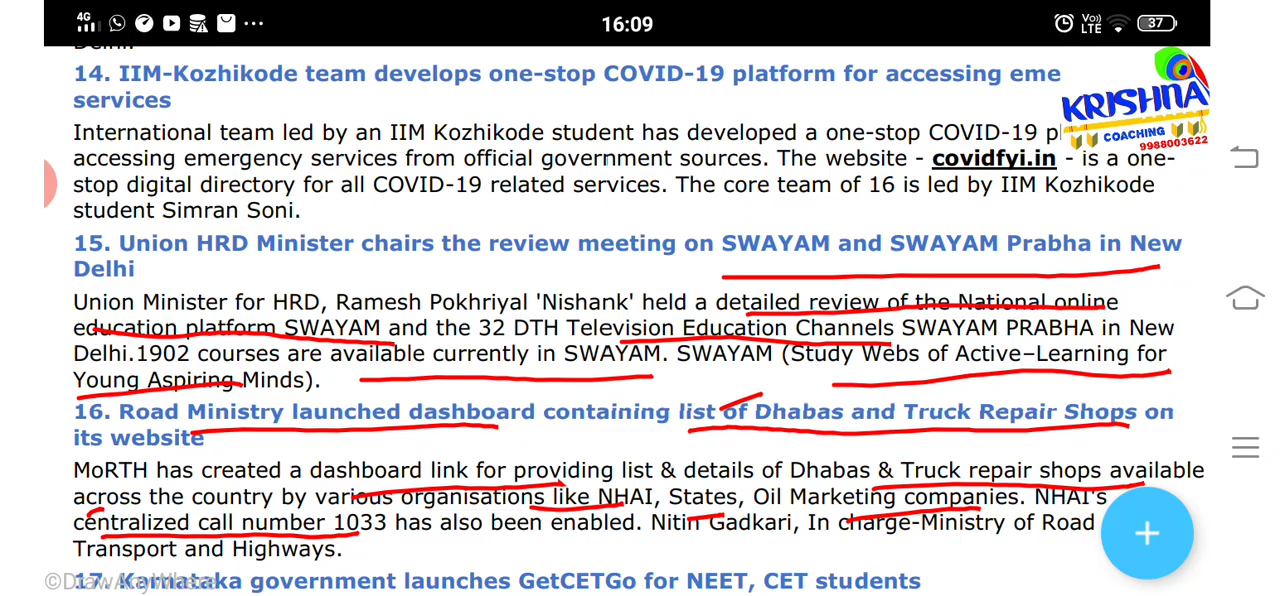 4G 16:09 Vo)) LTE 37
Delhi.
14. IIM-Kozhikode team develops one-stop COVID-19 platform for accessing eme
services
KRISHNA
COACHING
9988003622
International team led by an IIM Kozhikode student has developed a one-stop COVID-19
accessing emergency services from official government sources. The website - covidfyi.in - is a one-
stop digital directory for all COVID-19 related services. The core team of 16 is led by IIM Kozhikode
student Simran Soni.
15. Union HRD Minister chairs the review meeting on SWAYAM and SWAYAM Prabha in New
Delhi
Union Minister for HRD, Ramesh Pokhriyal 'Nishank' held a detailed review of the National online
education platform SWAYAM and the 32 DTH Television Education Channels SWAYAM PRABHA in New
Delhi.1902 courses are available currently in SWAYAM. SWAYAM (Study Webs of Active–Learning for
Young Aspiring Minds).
16. Road Ministry launched dashboard containing list of Dhabas and Truck Repair Shops on
its website
MoRTH has created a dashboard link for providing list & details of Dhabas & Truck repair shops available
across the country by various organisations like NHAI, States, Oil Marketing companies. NHAI's
centralized call number 1033 has also been enabled. Nitin Gadkari, In charge-Ministry of Road
Transport and Highways.
17. Karnataka government launches GetCETGo for NEET, CET students
©DrawAnyWhere